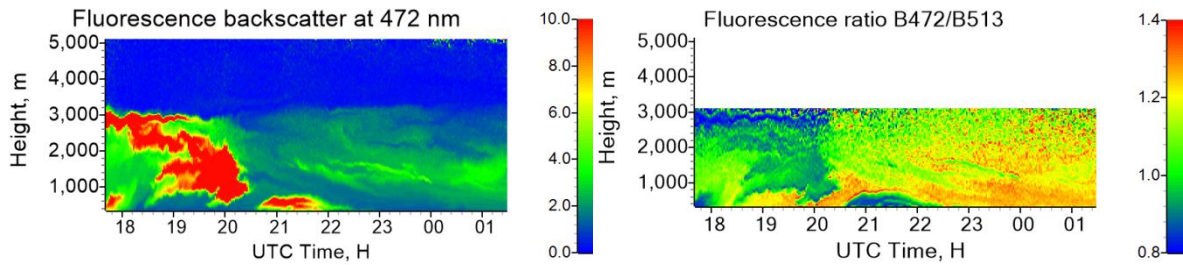 Fluorescence backscatter at 472 nm
5,000
4,000
3,000
2,000
1,000
Height, m
18 19 20 21 22 23 00 01
UTC Time, H
10.0
8.0
6.0
4.0
2.0
0.0
Fluorescence ratio B472/B513
5,000
4,000
3,000
2,000
1,000
Height, m
18 19 20 21 22 23 00 01
UTC Time, H
1.4
1.2
1.0
0.8